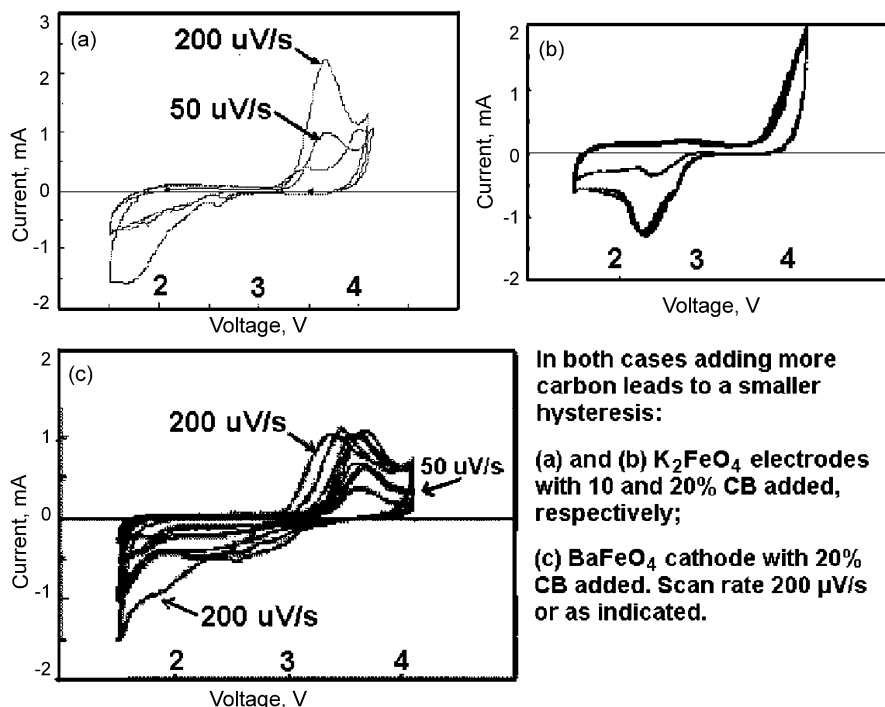 (a)
3
2
1
0
-1
-2
Current, mA
200 uV/s
50 uV/s
2 3 4
Voltage, V
(b)
2
1
0
-1
-2
Current, mA
2 3 4
Voltage, V
(c)
2
1
0
-1
-2
Current, mA
200 uV/s
50 uV/s
200 uV/s
2 3 4
Voltage, V
In both cases adding more
carbon leads to a smaller
hysteresis:
(a) and (b) K₂FeO₄ electrodes
with 10 and 20% CB added,
respectively;
(c) BaFeO₄ cathode with 20%
CB added. Scan rate 200 µV/s
or as indicated.